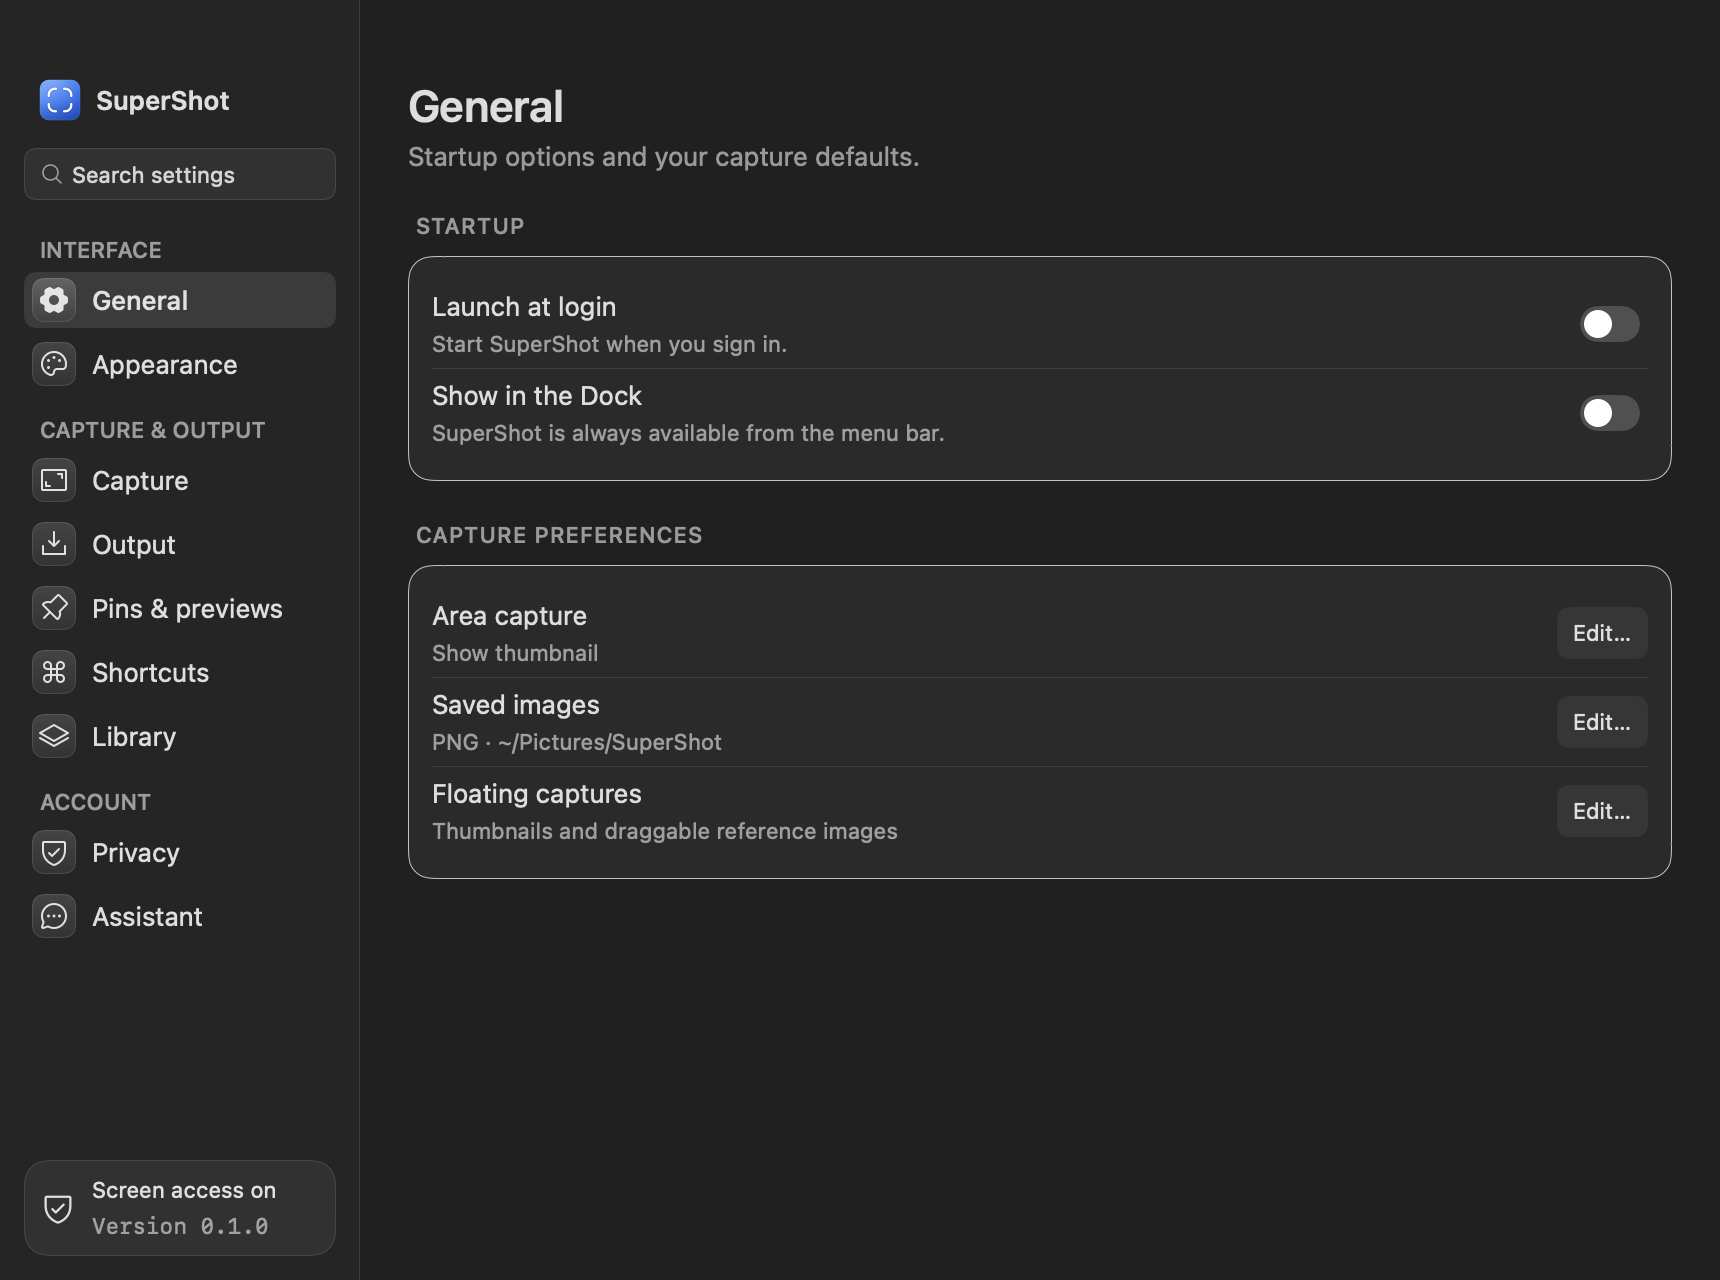 SuperShot
Search settings
INTERFACE
General
Appearance
CAPTURE & OUTPUT
Capture
Output
Pins & previews
Shortcuts
Library
ACCOUNT
Privacy
Assistant
Screen access on
Version 0.1.0
General
Startup options and your capture defaults.
STARTUP
Launch at login
Start SuperShot when you sign in.
Show in the Dock
SuperShot is always available from the menu bar.
CAPTURE PREFERENCES
Area capture
Show thumbnail
Edit...
Saved images
PNG · ~/Pictures/SuperShot
Edit...
Floating captures
Thumbnails and draggable reference images
Edit...